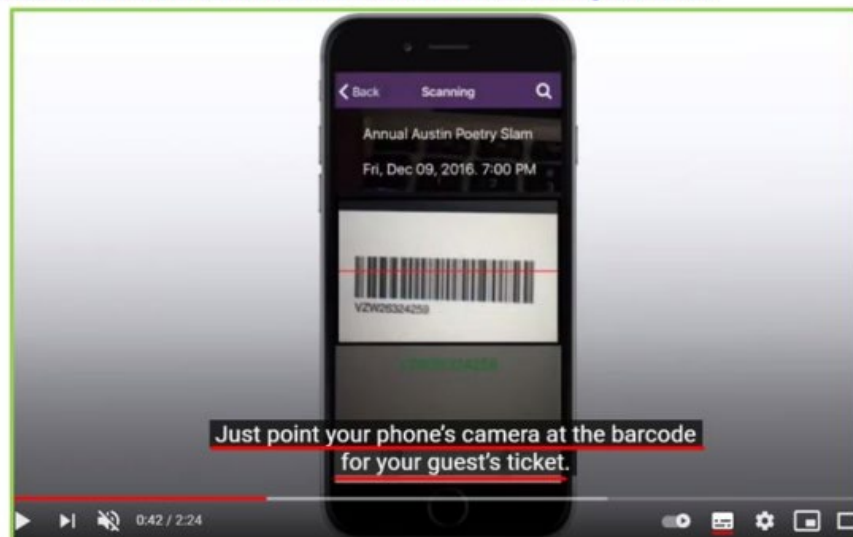 Back Scanning
Annual Austin Poetry Slam
Fri, Dec 09, 2016. 7:00 PM
VZW26324259
Just point your phone's camera at the barcode
for your guest's ticket.
0:42 / 2:24